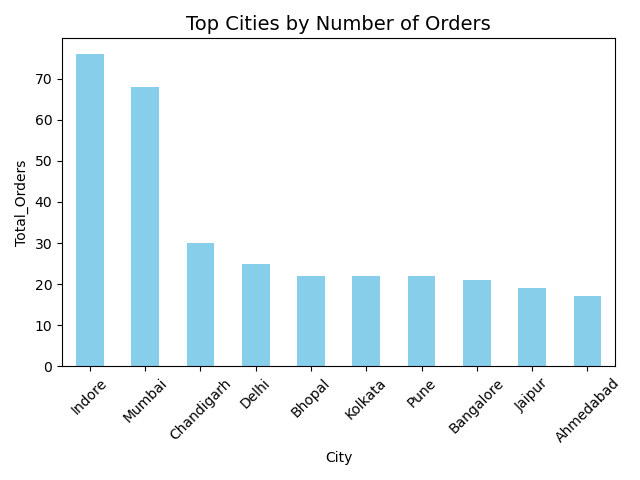 Top Cities by Number of Orders
Total_Orders
70
60
50
40
30
20
10
0
Indore
Mumbai
Chandigarh
Delhi
Bhopal
Kolkata
Pune
Bangalore
Jaipur
Ahmedabad
City